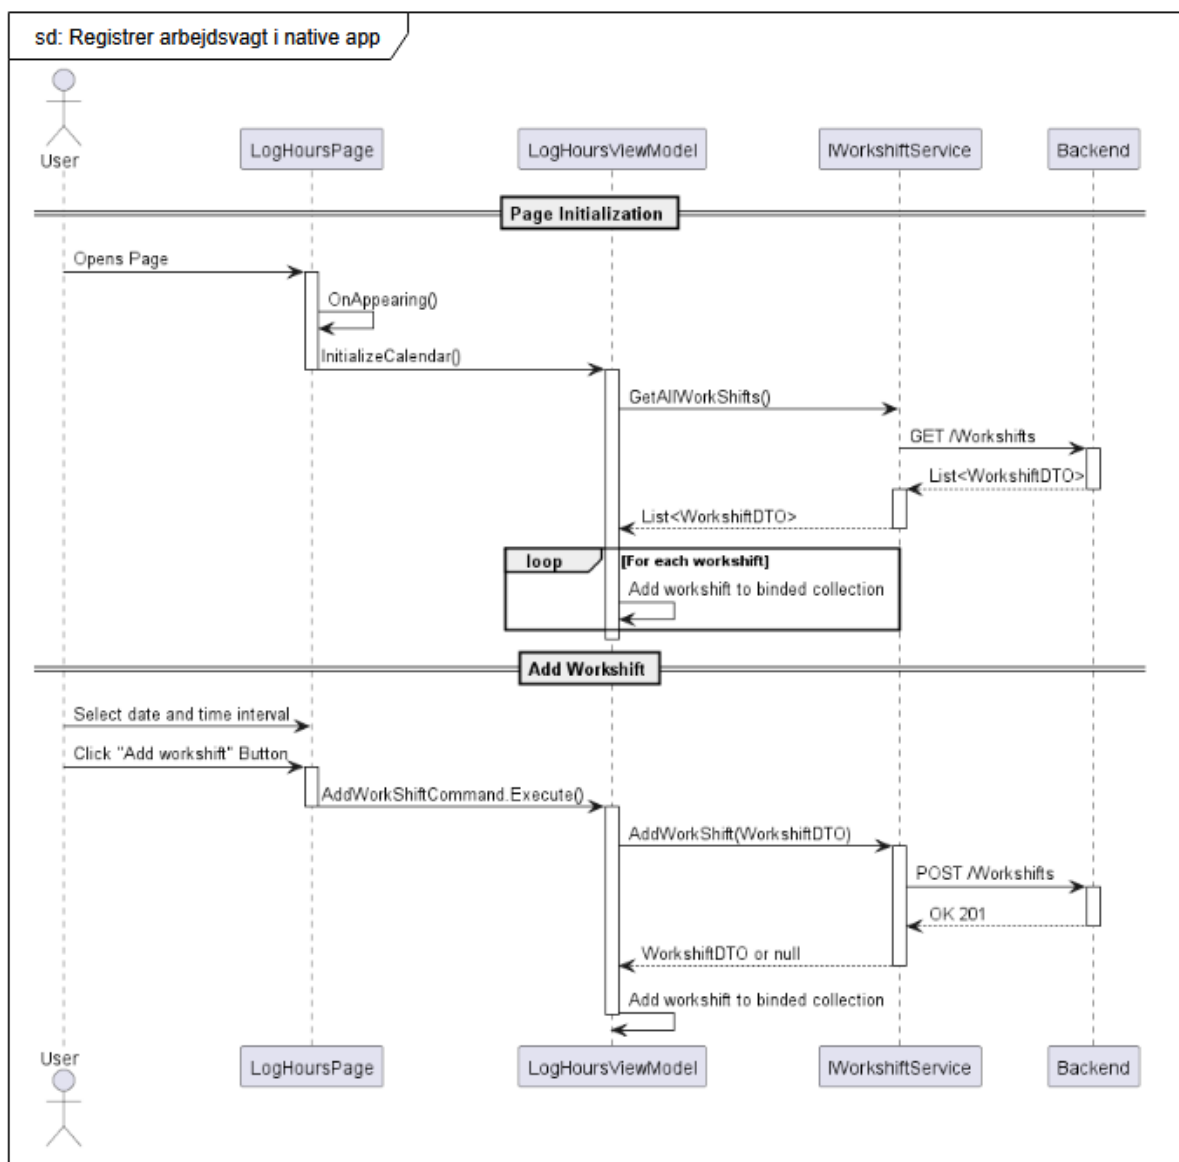 sd: Registrer arbejdsvagt i native app
User
LogHoursPage
LogHoursViewModel
IWorkshiftService
Backend
Page Initialization
Opens Page
OnAppearing()
InitializeCalendar()
GetAllWorkShifts()
GET /Workshifts
List<WorkshiftDTO>
List<WorkshiftDTO>
loop
[For each workshift]
Add workshift to binded collection
Add Workshift
Select date and time interval
Click "Add workshift" Button
AddWorkShiftCommand.Execute()
AddWorkShift(WorkshiftDTO)
POST /Workshifts
OK 201
WorkshiftDTO or null
Add workshift to binded collection
User
LogHoursPage
LogHoursViewModel
IWorkshiftService
Backend